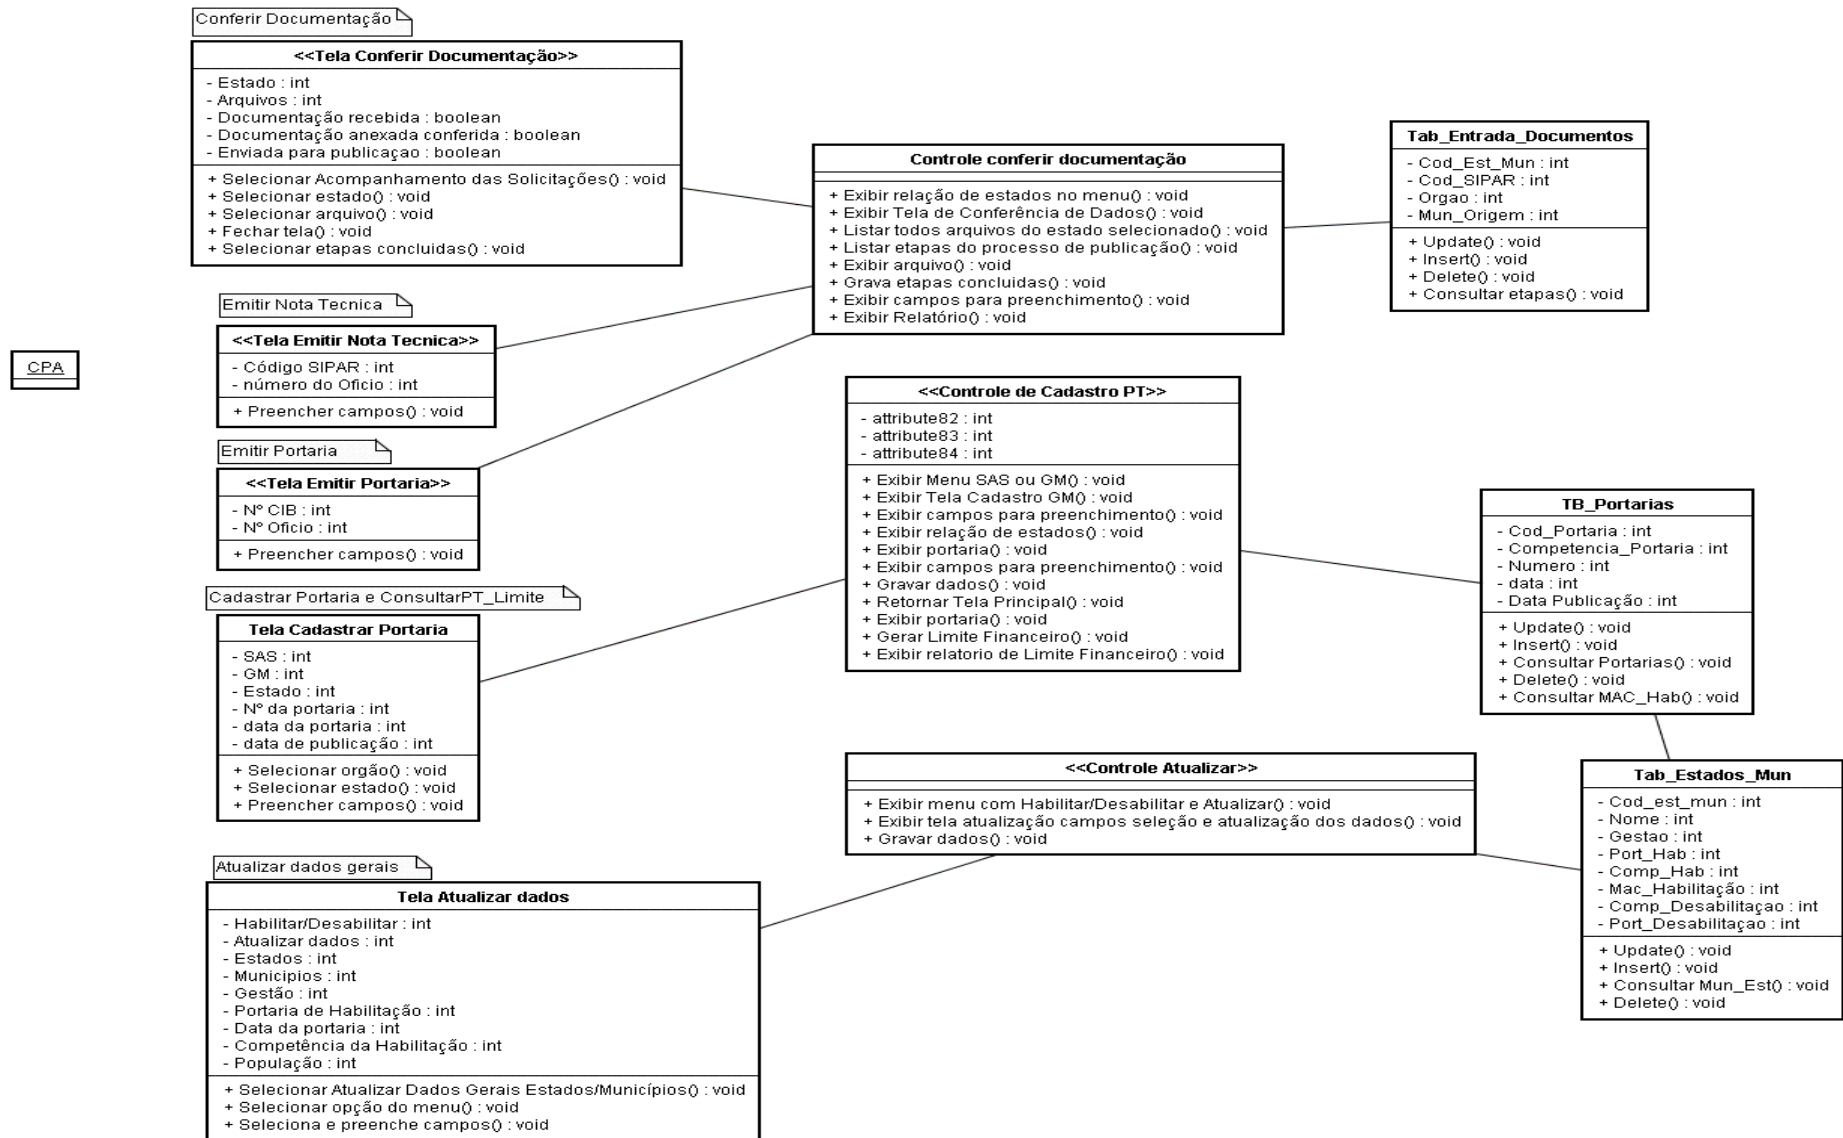 Conferir Documentação
<<Tela Conferir Documentação>>
- Estado : int
- Arquivos : int
- Documentação recebida : boolean
- Documentação anexada conferida : boolean
- Enviada para publicaçao : boolean
+ Selecionar Acompanhamento das Solicitações() : void
+ Selecionar estado() : void
+ Selecionar arquivo() : void
+ Fechar tela() : void
+ Selecionar etapas concluidas() : void
Controle conferir documentação
+ Exibir relação de estados no menu() : void
+ Exibir Tela de Conferência de Dados() : void
+ Listar todos arquivos do estado selecionado() : void
+ Listar etapas do processo de publicação() : void
+ Exibir arquivo() : void
+ Grava etapas concluidas() : void
+ Exibir campos para preenchimento() : void
+ Exibir Relatório() : void
Tab_Entrada_Documentos
- Cod_Est_Mun : int
- Cod_SIPAR : int
- Orgao : int
- Mun_Origem : int
+ Update() : void
+ Insert() : void
+ Delete() : void
+ Consultar etapas() : void
Emitir Nota Tecnica
<<Tela Emitir Nota Tecnica>>
- Código SIPAR : int
- número do Oficio : int
+ Preencher campos() : void
CPA
Emitir Portaria
<<Tela Emitir Portaria>>
- Nº CIB : int
- Nº Oficio : int
+ Preencher campos() : void
<<Controle de Cadastro PT>>
- attribute82 : int
- attribute83 : int
- attribute84 : int
+ Exibir Menu SAS ou GM() : void
+ Exibir Tela Cadastro GM() : void
+ Exibir campos para preenchimento() : void
+ Exibir relação de estados() : void
+ Exibir portaria() : void
+ Exibir campos para preenchimento() : void
+ Gravar dados() : void
+ Retornar Tela Principal() : void
+ Exibir portaria() : void
+ Gerar Limite Financeiro() : void
+ Exibir relatorio de Limite Financeiro() : void
TB_Portarias
- Cod_Portaria : int
- Competencia_Portaria : int
- Numero : int
- data : int
- Data Publicação : int
+ Update() : void
+ Insert() : void
+ Consultar Portarias() : void
+ Delete() : void
+ Consultar MAC_Hab() : void
Cadastrar Portaria e ConsultarPT_Limite
Tela Cadastrar Portaria
- SAS : int
- GM : int
- Estado : int
- Nº da portaria : int
- data da portaria : int
- data de publicação : int
+ Selecionar orgão() : void
+ Selecionar estado() : void
+ Preencher campos() : void
<<Controle Atualizar>>
+ Exibir menu com Habilitar/Desabilitar e Atualizar() : void
+ Exibir tela atualização campos seleção e atualização dos dados() : void
+ Gravar dados() : void
Tab_Estados_Mun
- Cod_est_mun : int
- Nome : int
- Gestao : int
- Port_Hab : int
- Comp_Hab : int
- Mac_Habilitação : int
- Comp_Desabilitaçao : int
- Port_Desabilitaçao : int
+ Update() : void
+ Insert() : void
+ Consultar Mun_Est() : void
+ Delete() : void
Atualizar dados gerais
Tela Atualizar dados
- Habilitar/Desabilitar : int
- Atualizar dados : int
- Estados : int
- Municipios : int
- Gestão : int
- Portaria de Habilitação : int
- Data da portaria : int
- Competência da Habilitação : int
- População : int
+ Selecionar Atualizar Dados Gerais Estados/Municípios() : void
+ Selecionar opção do menu() : void
+ Seleciona e preenche campos() : void